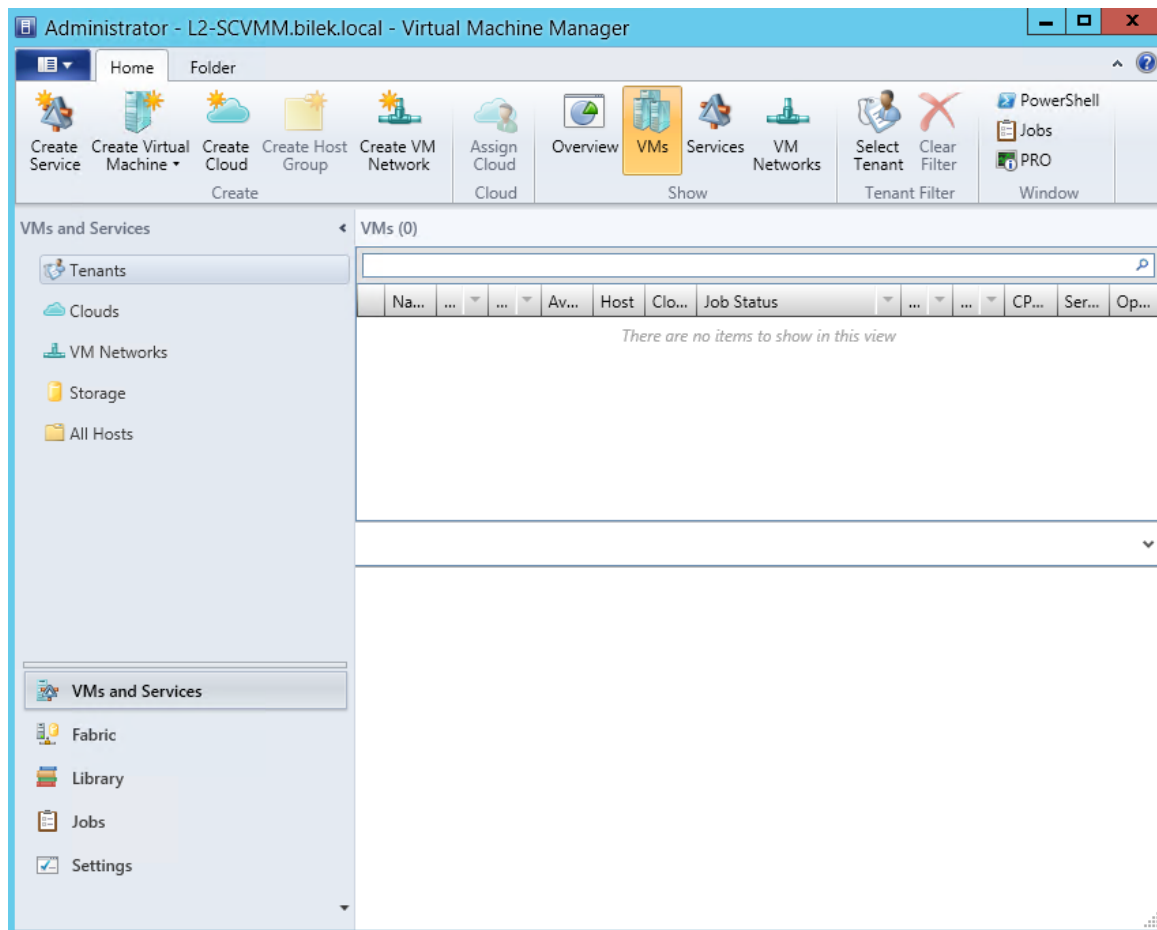 Administrator - L2-SCVMM.bilek.local - Virtual Machine Manager
Home Folder
Create Service
Create Virtual Machine
Create Cloud
Create Host Group
Create VM Network
Assign Cloud
Overview
VMs
Services
VM Networks
Select Tenant
Clear Filter
PowerShell
Jobs
PRO
Create Cloud Show Tenant Filter Window
VMs and Services
Tenants
Clouds
VM Networks
Storage
All Hosts
VMs and Services
Fabric
Library
Jobs
Settings
VMs (0)
Na... ... ... Av... Host Clo... Job Status ... ... CP... Ser... Op...
There are no items to show in this view